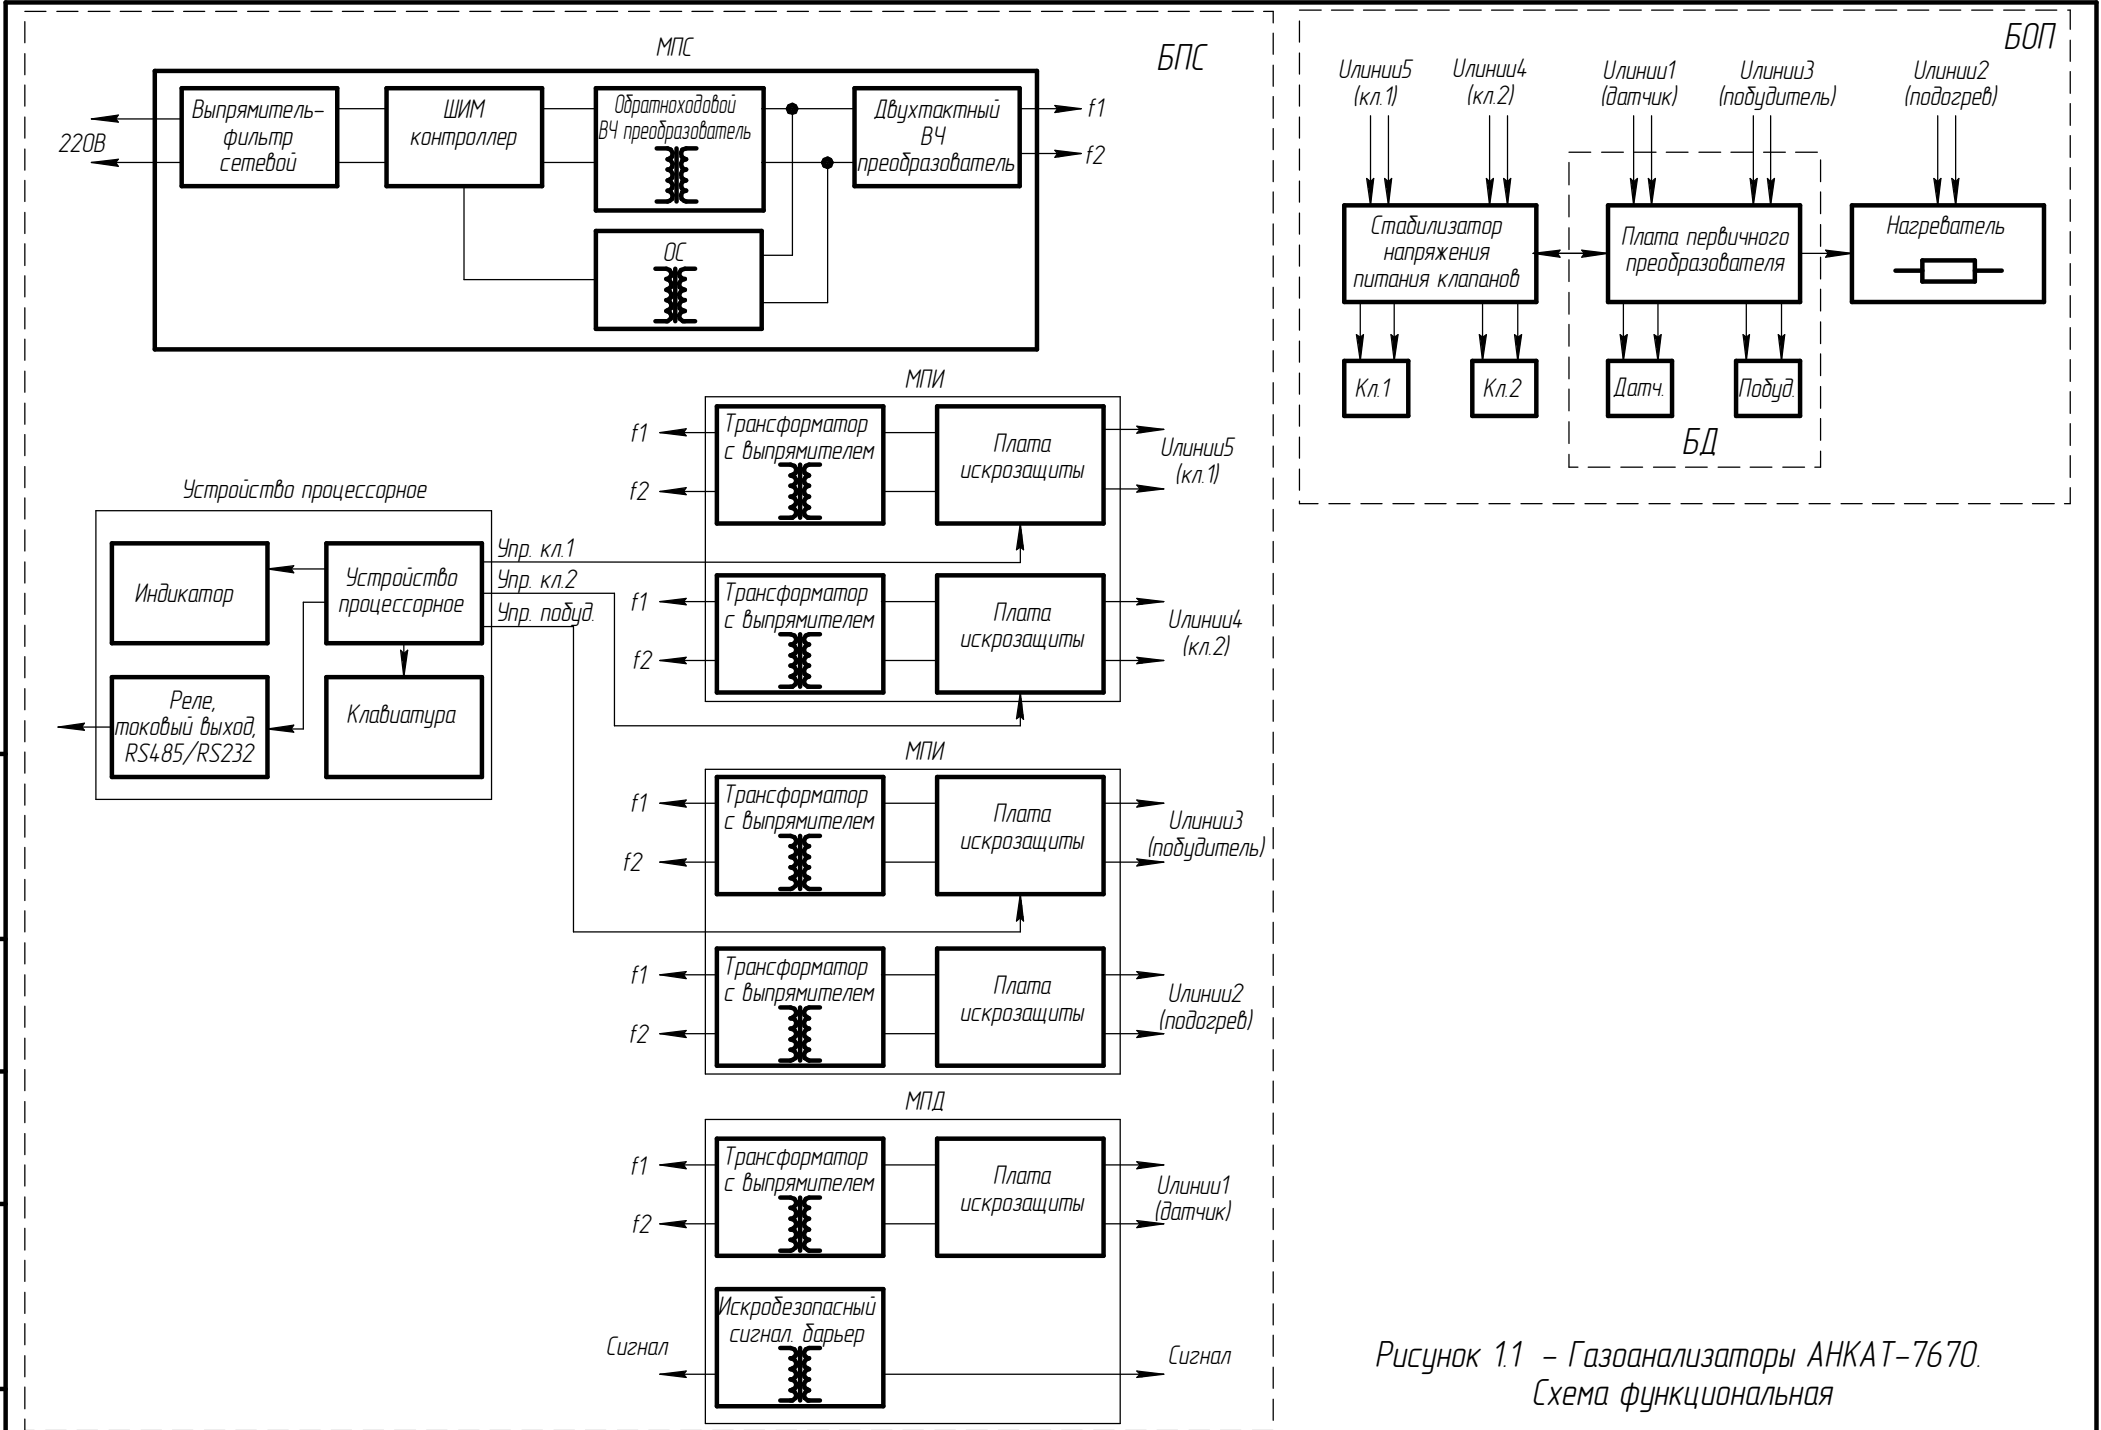 МПС
БПС
220В
Выпрямитель-
фильтр
сетевой
ШИМ
контроллер
Обратноходовой
ВЧ преобразователь
Двухтактный
ВЧ
преобразователь
f1
f2
ОС
БОП
Uлинии5
(кл.1)
Uлинии4
(кл.2)
Uлинии1
(датчик)
Uлинии3
(побудитель)
Uлинии2
(подогрев)
Стабилизатор
напряжения
питания клапанов
Плата первичного
преобразователя
Нагреватель
Кл.1
Кл.2
Датч.
Побуд.
БД
МПИ
f1
f2
Трансформатор
с выпрямителем
Плата
искрозащиты
Uлинии5
(кл.1)
f1
f2
Трансформатор
с выпрямителем
Плата
искрозащиты
Uлинии4
(кл.2)
Устройство процессорное
Индикатор
Устройство
процессорное
Упр. кл.1
Упр. кл.2
Упр. побуд.
Реле,
токовый выход,
RS485/RS232
Клавиатура
МПИ
f1
f2
Трансформатор
с выпрямителем
Плата
искрозащиты
Uлинии3
(побудитель)
f1
f2
Трансформатор
с выпрямителем
Плата
искрозащиты
Uлинии2
(подогрев)
МПД
f1
f2
Трансформатор
с выпрямителем
Плата
искрозащиты
Uлинии1
(датчик)
Сигнал
Искробезопасный
сигнал. барьер
Сигнал
Рисунок 1.1 – Газоанализаторы АНКАТ-7670.
Схема функциональная